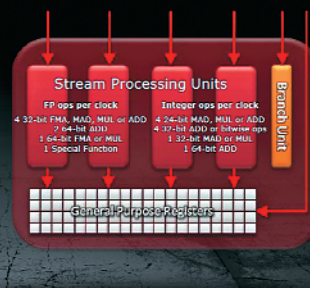 Stream Processing Units
FP ops per clock
4 32-bit FMA, MAD, MUL or ADD
2 64-bit ADD
1 64-bit FMA or MUL
1 Special Function
Integer ops per clock
4 24-bit MAD, MUL or ADD
4 32-bit ADD or bitwise ops
1 32-bit MAD or MUL
1 64-bit ADD
Branch Unit
General Purpose Registers